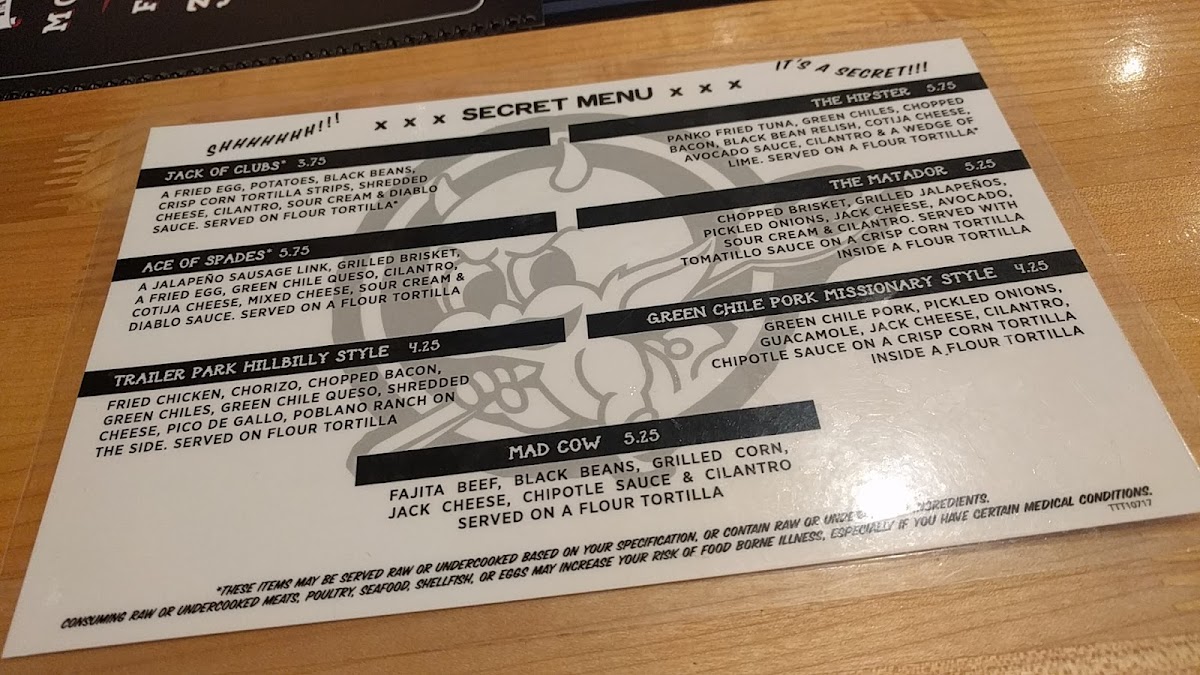 SHHHHHHH!!!
X X X SECRET MENU X X X
IT'S A SECRET!!!
JACK OF CLUBS* 3.75
A FRIED EGG, POTATOES, BLACK BEANS,
CRISP CORN TORTILLA STRIPS, SHREDDED
CHEESE, CILANTRO, SOUR CREAM & DIABLO
SAUCE. SERVED ON FLOUR TORTILLA*
ACE OF SPADES* 5.75
A JALAPEÑO SAUSAGE LINK, GRILLED BRISKET,
A FRIED EGG, GREEN CHILE QUESO, CILANTRO,
COTIJA CHEESE, MIXED CHEESE, SOUR CREAM &
DIABLO SAUCE. SERVED ON A FLOUR TORTILLA
TRAILER PARK HILLBILLY STYLE 4.25
FRIED CHICKEN, CHORIZO, CHOPPED BACON,
GREEN CHILES, GREEN CHILE QUESO, SHREDDED
CHEESE, PICO DE GALLO, POBLANO RANCH ON
THE SIDE. SERVED ON FLOUR TORTILLA
THE HIPSTER 5.75
PANKO FRIED TUNA, GREEN CHILES, CHOPPED
BACON, BLACK BEAN RELISH, COTIJA CHEESE,
AVOCADO SAUCE, CILANTRO & A WEDGE OF
LIME. SERVED ON A FLOUR TORTILLA*
THE MATADOR 5.25
CHOPPED BRISKET, GRILLED JALAPEÑOS,
PICKLED ONIONS, JACK CHEESE, AVOCADO,
SOUR CREAM & CILANTRO. SERVED WITH
TOMATILLO SAUCE ON A CRISP CORN TORTILLA
INSIDE A FLOUR TORTILLA
GREEN CHILE PORK MISSIONARY STYLE 4.25
GREEN CHILE PORK, PICKLED ONIONS,
GUACAMOLE, JACK CHEESE, CILANTRO,
CHIPOTLE SAUCE ON A CRISP CORN TORTILLA
INSIDE A FLOUR TORTILLA
MAD COW 5.25
FAJITA BEEF, BLACK BEANS, GRILLED CORN,
JACK CHEESE, CHIPOTLE SAUCE & CILANTRO
SERVED ON A FLOUR TORTILLA
*THESE ITEMS MAY BE SERVED RAW OR UNDERCOOKED BASED ON YOUR SPECIFICATION, OR CONTAIN RAW OR INGREDIENTS.
CONSUMING RAW OR UNDERCOOKED MEATS, POULTRY, SEAFOOD, SHELLFISH, OR EGGS MAY INCREASE YOUR RISK OF FOOD BORNE ILLNESS, ESPECIALLY IF YOU HAVE CERTAIN MEDICAL CONDITIONS.
TTT10717